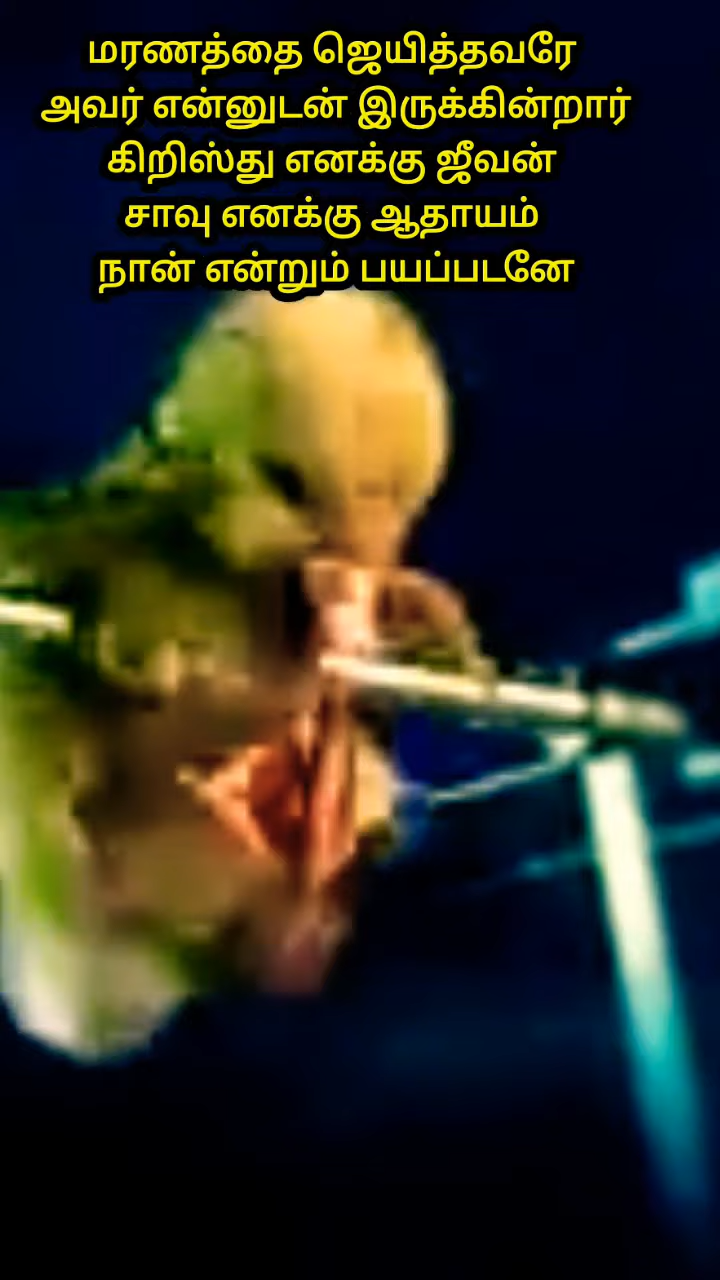 மரணத்தை ஜெயித்தவரே
அவர் என்னுடன் இருக்கின்றார்
கிறிஸ்து எனக்கு ஜீவன்
சாவு எனக்கு ஆதாயம்
நான் என்றும் பயப்படனே